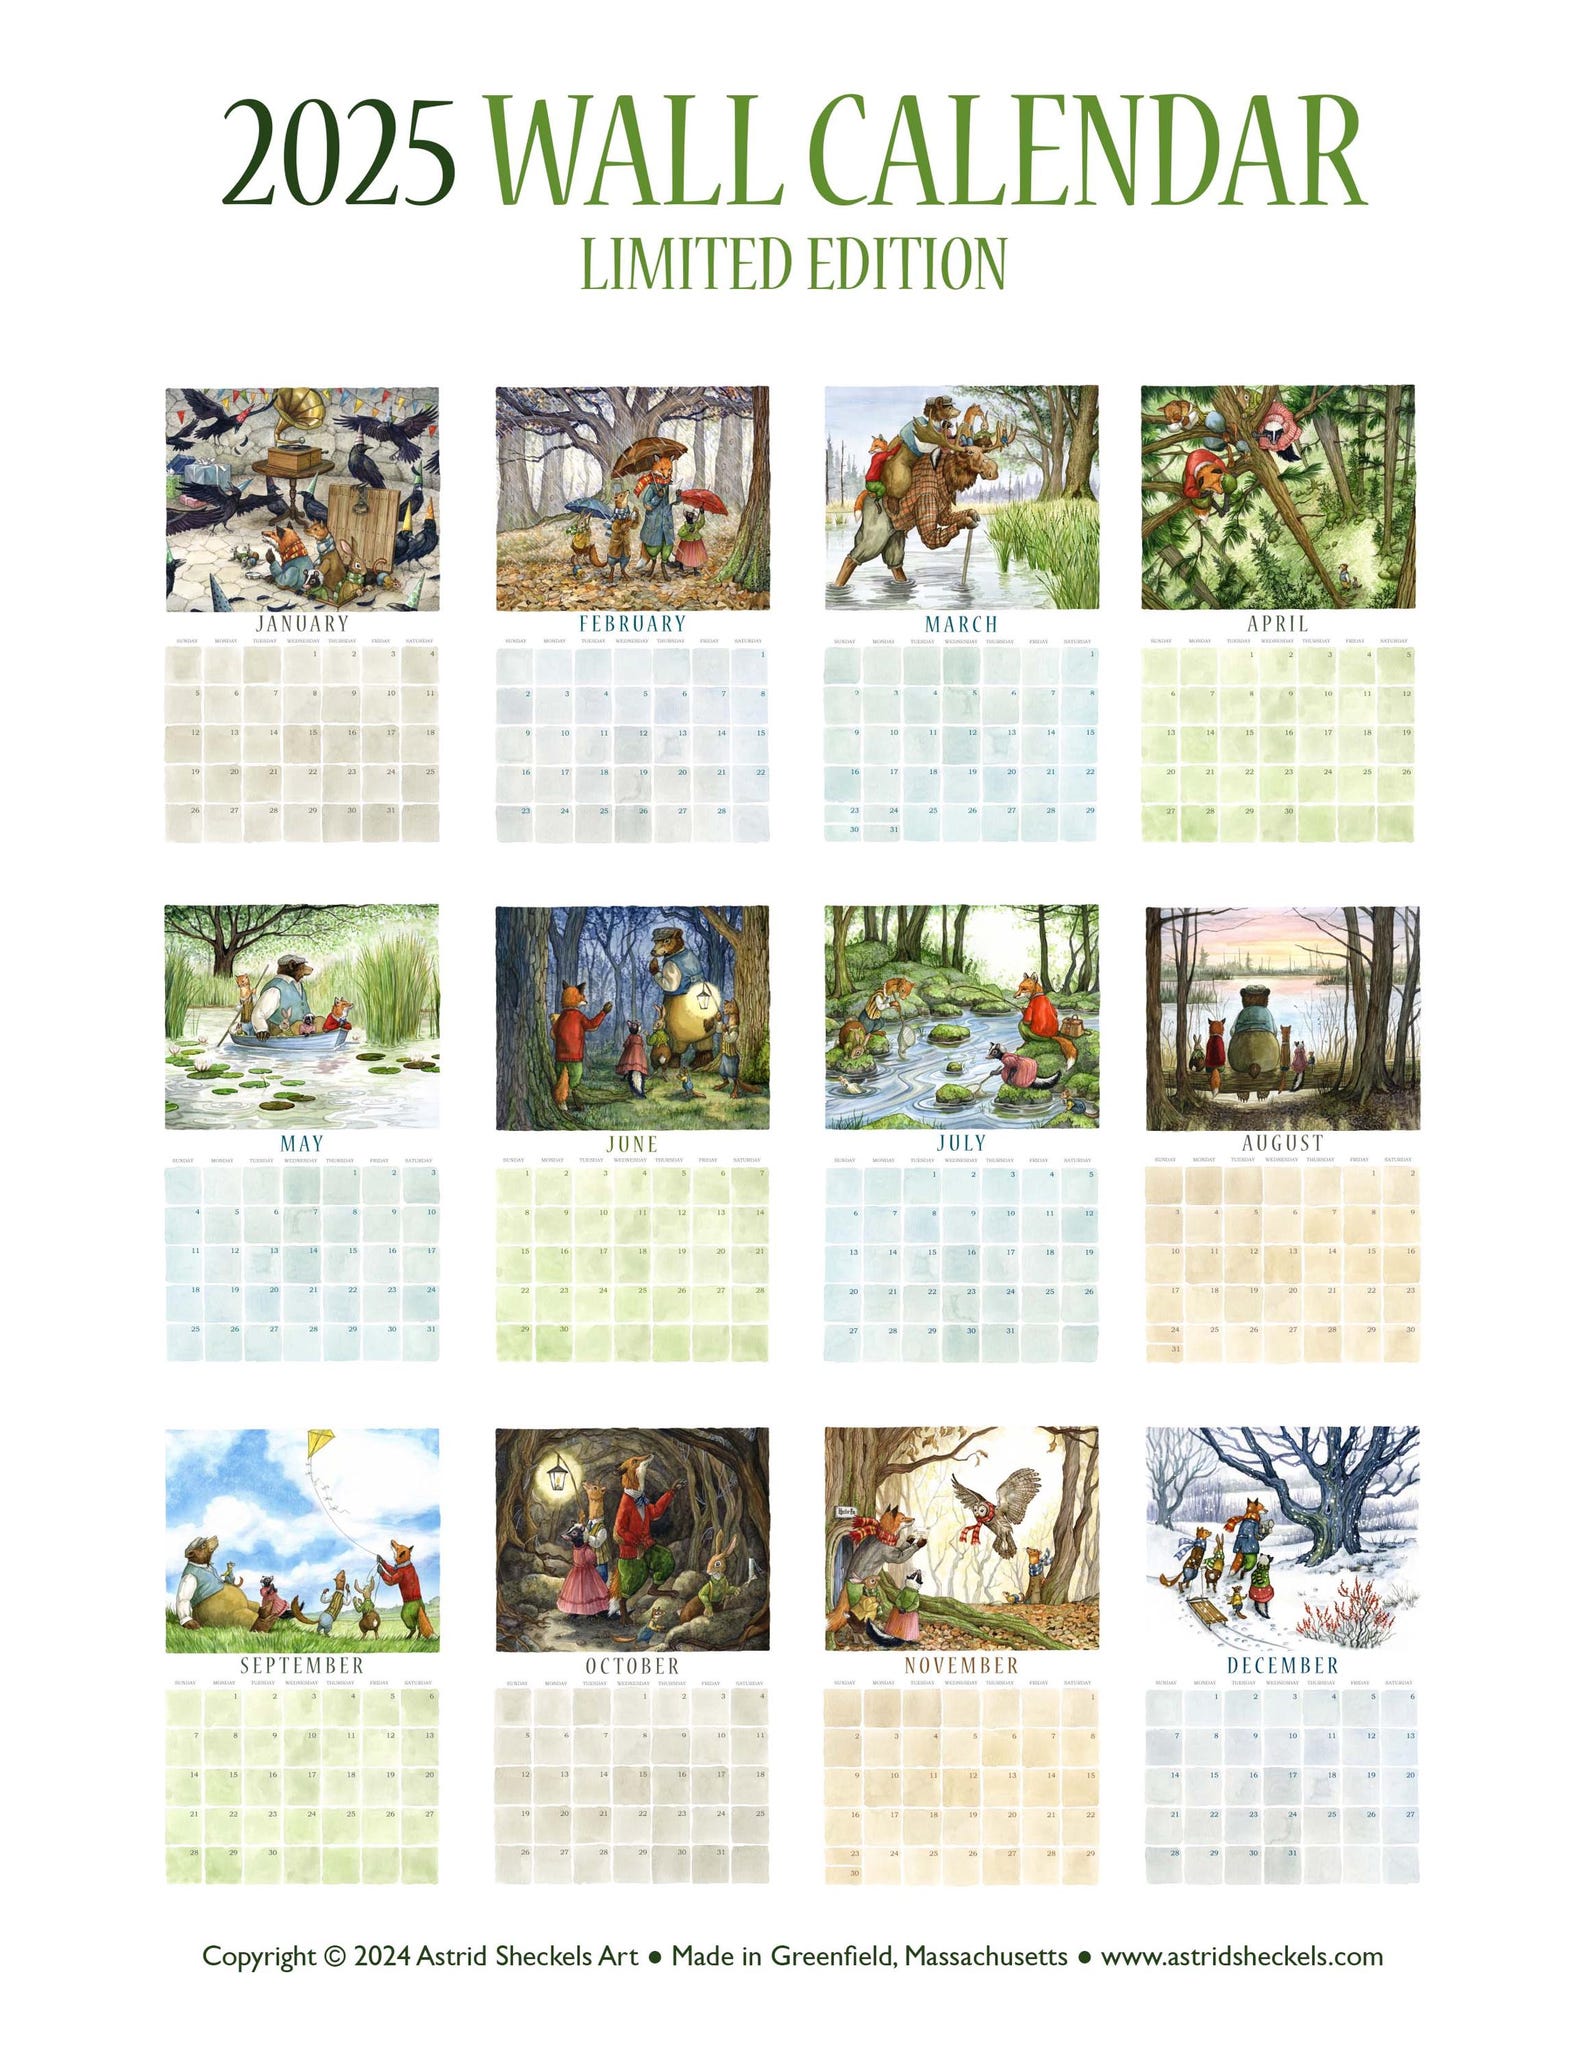 2025 WALL CALENDAR
LIMITED EDITION
JANUARY
SUNDAY MONDAY TUESDAY WEDNESDAY THURSDAY FRIDAY SATURDAY
1 2 3 4
5 6 7 8 9 10 11
12 13 14 15 16 17 18
19 20 21 22 23 24 25
26 27 28 29 30 31
FEBRUARY
SUNDAY MONDAY TUESDAY WEDNESDAY THURSDAY FRIDAY SATURDAY
1
2 3 4 5 6 7 8
9 10 11 12 13 14 15
16 17 18 19 20 21 22
23 24 25 26 27 28
MARCH
SUNDAY MONDAY TUESDAY WEDNESDAY THURSDAY FRIDAY SATURDAY
1
2 3 4 5 6 7 8
9 10 11 12 13 14 15
16 17 18 19 20 21 22
23 24 25 26 27 28 29
30 31
APRIL
SUNDAY MONDAY TUESDAY WEDNESDAY THURSDAY FRIDAY SATURDAY
1 2 3 4 5
6 7 8 9 10 11 12
13 14 15 16 17 18 19
20 21 22 23 24 25 26
27 28 29 30
MAY
SUNDAY MONDAY TUESDAY WEDNESDAY THURSDAY FRIDAY SATURDAY
1 2 3
4 5 6 7 8 9 10
11 12 13 14 15 16 17
18 19 20 21 22 23 24
25 26 27 28 29 30 31
JUNE
SUNDAY MONDAY TUESDAY WEDNESDAY THURSDAY FRIDAY SATURDAY
1 2 3 4 5 6 7
8 9 10 11 12 13 14
15 16 17 18 19 20 21
22 23 24 25 26 27 28
29 30
JULY
SUNDAY MONDAY TUESDAY WEDNESDAY THURSDAY FRIDAY SATURDAY
1 2 3 4 5
6 7 8 9 10 11 12
13 14 15 16 17 18 19
20 21 22 23 24 25 26
27 28 29 30 31
AUGUST
SUNDAY MONDAY TUESDAY WEDNESDAY THURSDAY FRIDAY SATURDAY
1 2
3 4 5 6 7 8 9
10 11 12 13 14 15 16
17 18 19 20 21 22 23
24 25 26 27 28 29 30
31
SEPTEMBER
SUNDAY MONDAY TUESDAY WEDNESDAY THURSDAY FRIDAY SATURDAY
1 2 3 4 5 6
7 8 9 10 11 12 13
14 15 16 17 18 19 20
21 22 23 24 25 26 27
28 29 30
OCTOBER
SUNDAY MONDAY TUESDAY WEDNESDAY THURSDAY FRIDAY SATURDAY
1 2 3 4
5 6 7 8 9 10 11
12 13 14 15 16 17 18
19 20 21 22 23 24 25
26 27 28 29 30 31
NOVEMBER
SUNDAY MONDAY TUESDAY WEDNESDAY THURSDAY FRIDAY SATURDAY
1
2 3 4 5 6 7 8
9 10 11 12 13 14 15
16 17 18 19 20 21 22
23 24 25 26 27 28 29
30
DECEMBER
SUNDAY MONDAY TUESDAY WEDNESDAY THURSDAY FRIDAY SATURDAY
1 2 3 4 5 6
7 8 9 10 11 12 13
14 15 16 17 18 19 20
21 22 23 24 25 26 27
28 29 30 31
Copyright © 2024 Astrid Sheckels Art ● Made in Greenfield, Massachusetts ● www.astridsheckels.com